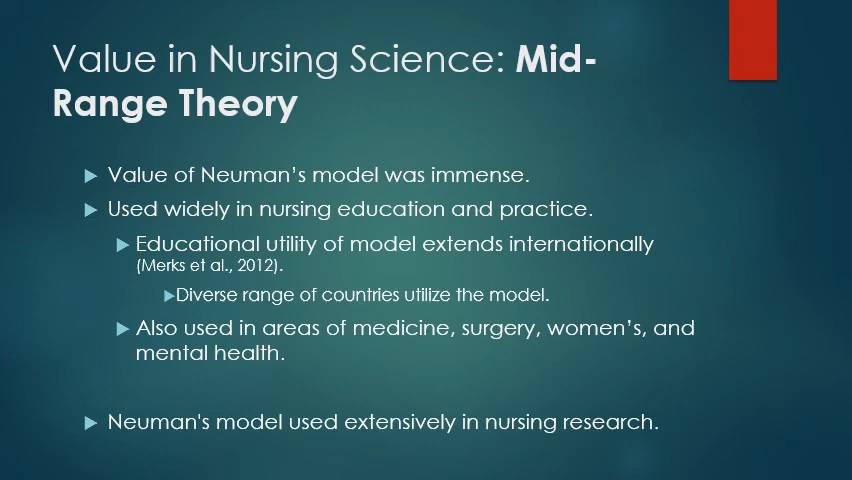 Value in Nursing Science: Mid-
Range Theory
Value of Neuman’s model was immense.
Used widely in nursing education and practice.
Educational utility of model extends internationally
(Merks et al., 2012).
Diverse range of countries utilize the model.
Also used in areas of medicine, surgery, women’s, and
mental health.
Neuman's model used extensively in nursing research.